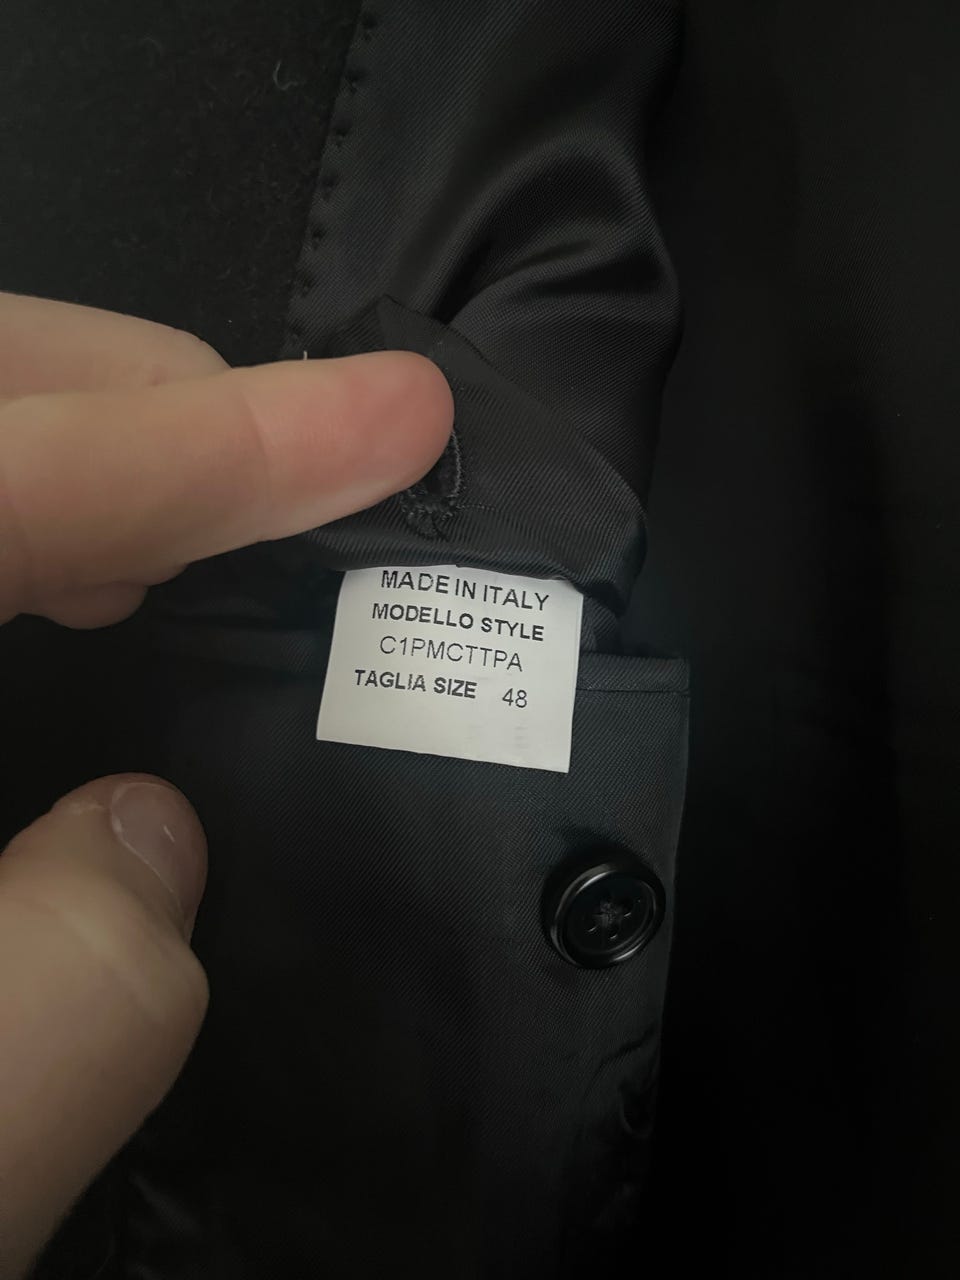 MADE IN ITALY
MODELLO STYLE
C1PMCTTPA
TAGLIA SIZE 48